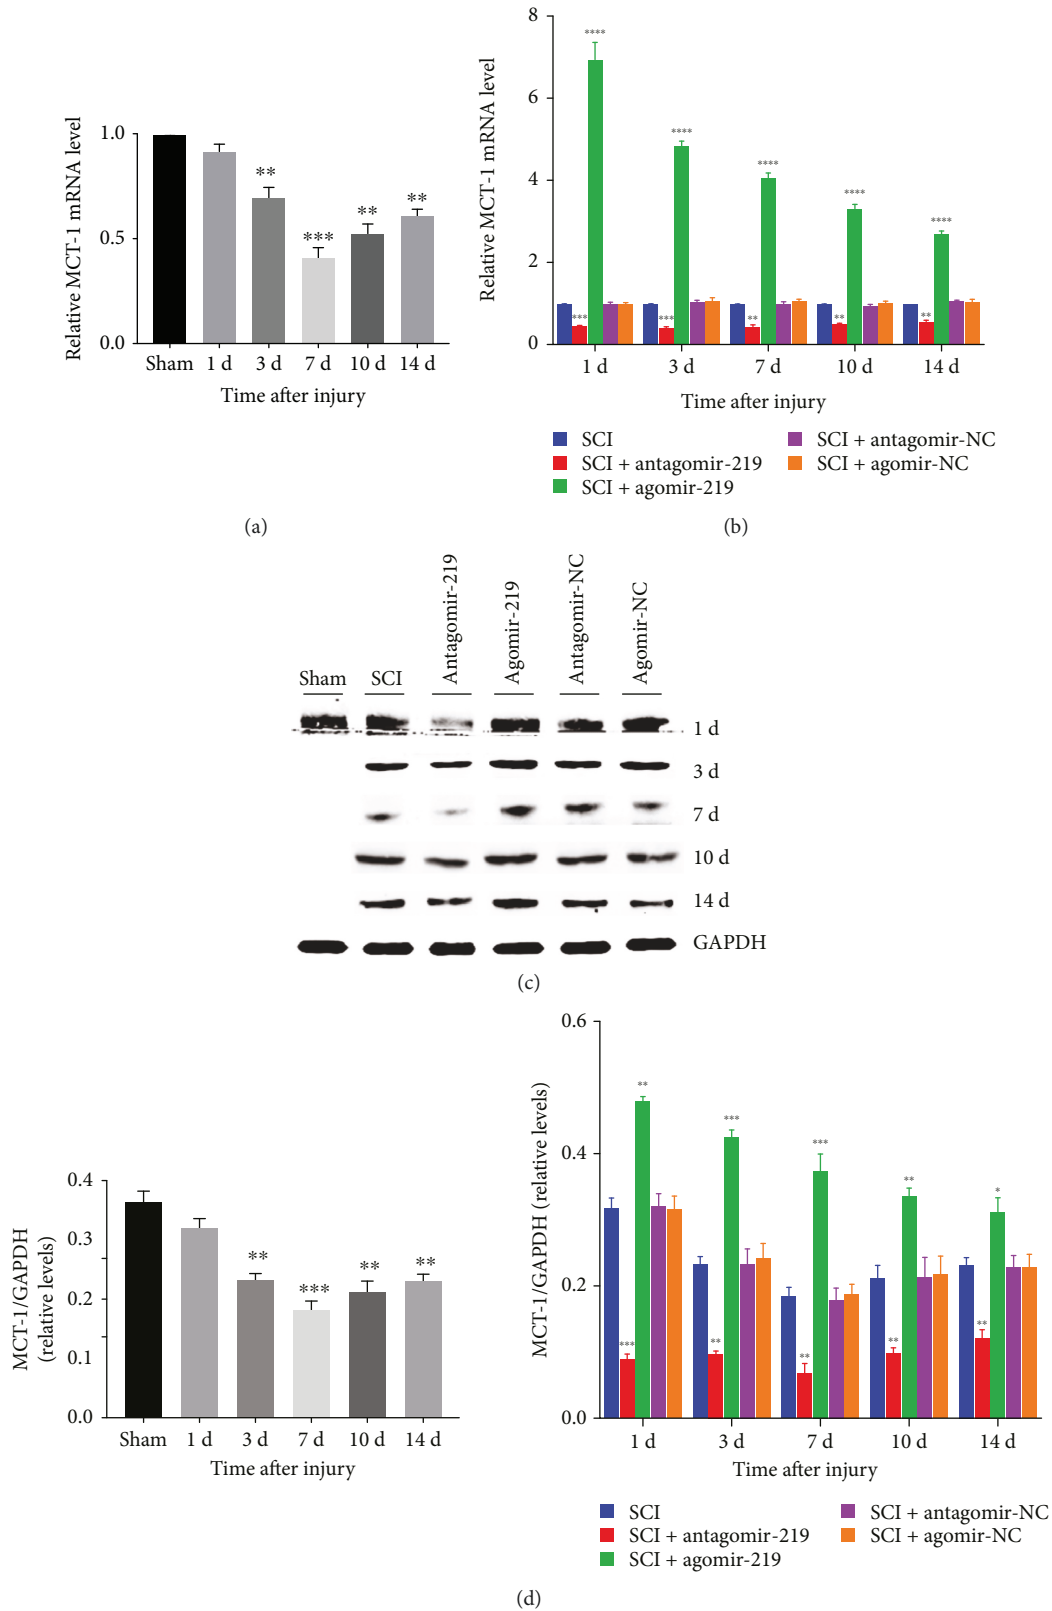 Relative MCT-1 mRNA level
1.0
0.5
0.0
**
***
**
**
Sham 1 d 3 d 7 d 10 d 14 d
Time after injury
(a)
Relative MCT-1 mRNA level
8
6
4
2
0
****
****
****
****
****
*** *** ** ** **
1 d 3 d 7 d 10 d 14 d
Time after injury
SCI
SCI + antagomir-219
SCI + agomir-219
SCI + antagomir-NC
SCI + agomir-NC
(b)
Sham
SCI
Antagomir-219
Agomir-219
Antagomir-NC
Agomir-NC
1 d
3 d
7 d
10 d
14 d
GAPDH
(c)
MCT-1/GAPDH
(relative levels)
0.4
0.3
0.2
0.1
0.0
**
***
**
**
Sham 1 d 3 d 7 d 10 d 14 d
Time after injury
MCT-1/GAPDH (relative levels)
0.6
0.4
0.2
0.0
**
***
***
**
*
*** ** ** ** **
1 d 3 d 7 d 10 d 14 d
Time after injury
SCI
SCI + antagomir-219
SCI + agomir-219
SCI + antagomir-NC
SCI + agomir-NC
(d)